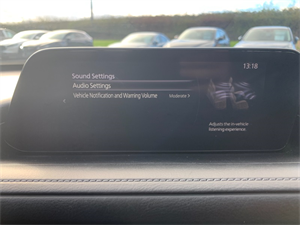 13:18
Sound Settings
Audio Settings
Vehicle Notification and Warning Volume Moderate
Adjust the in-vehicle
listening experience.